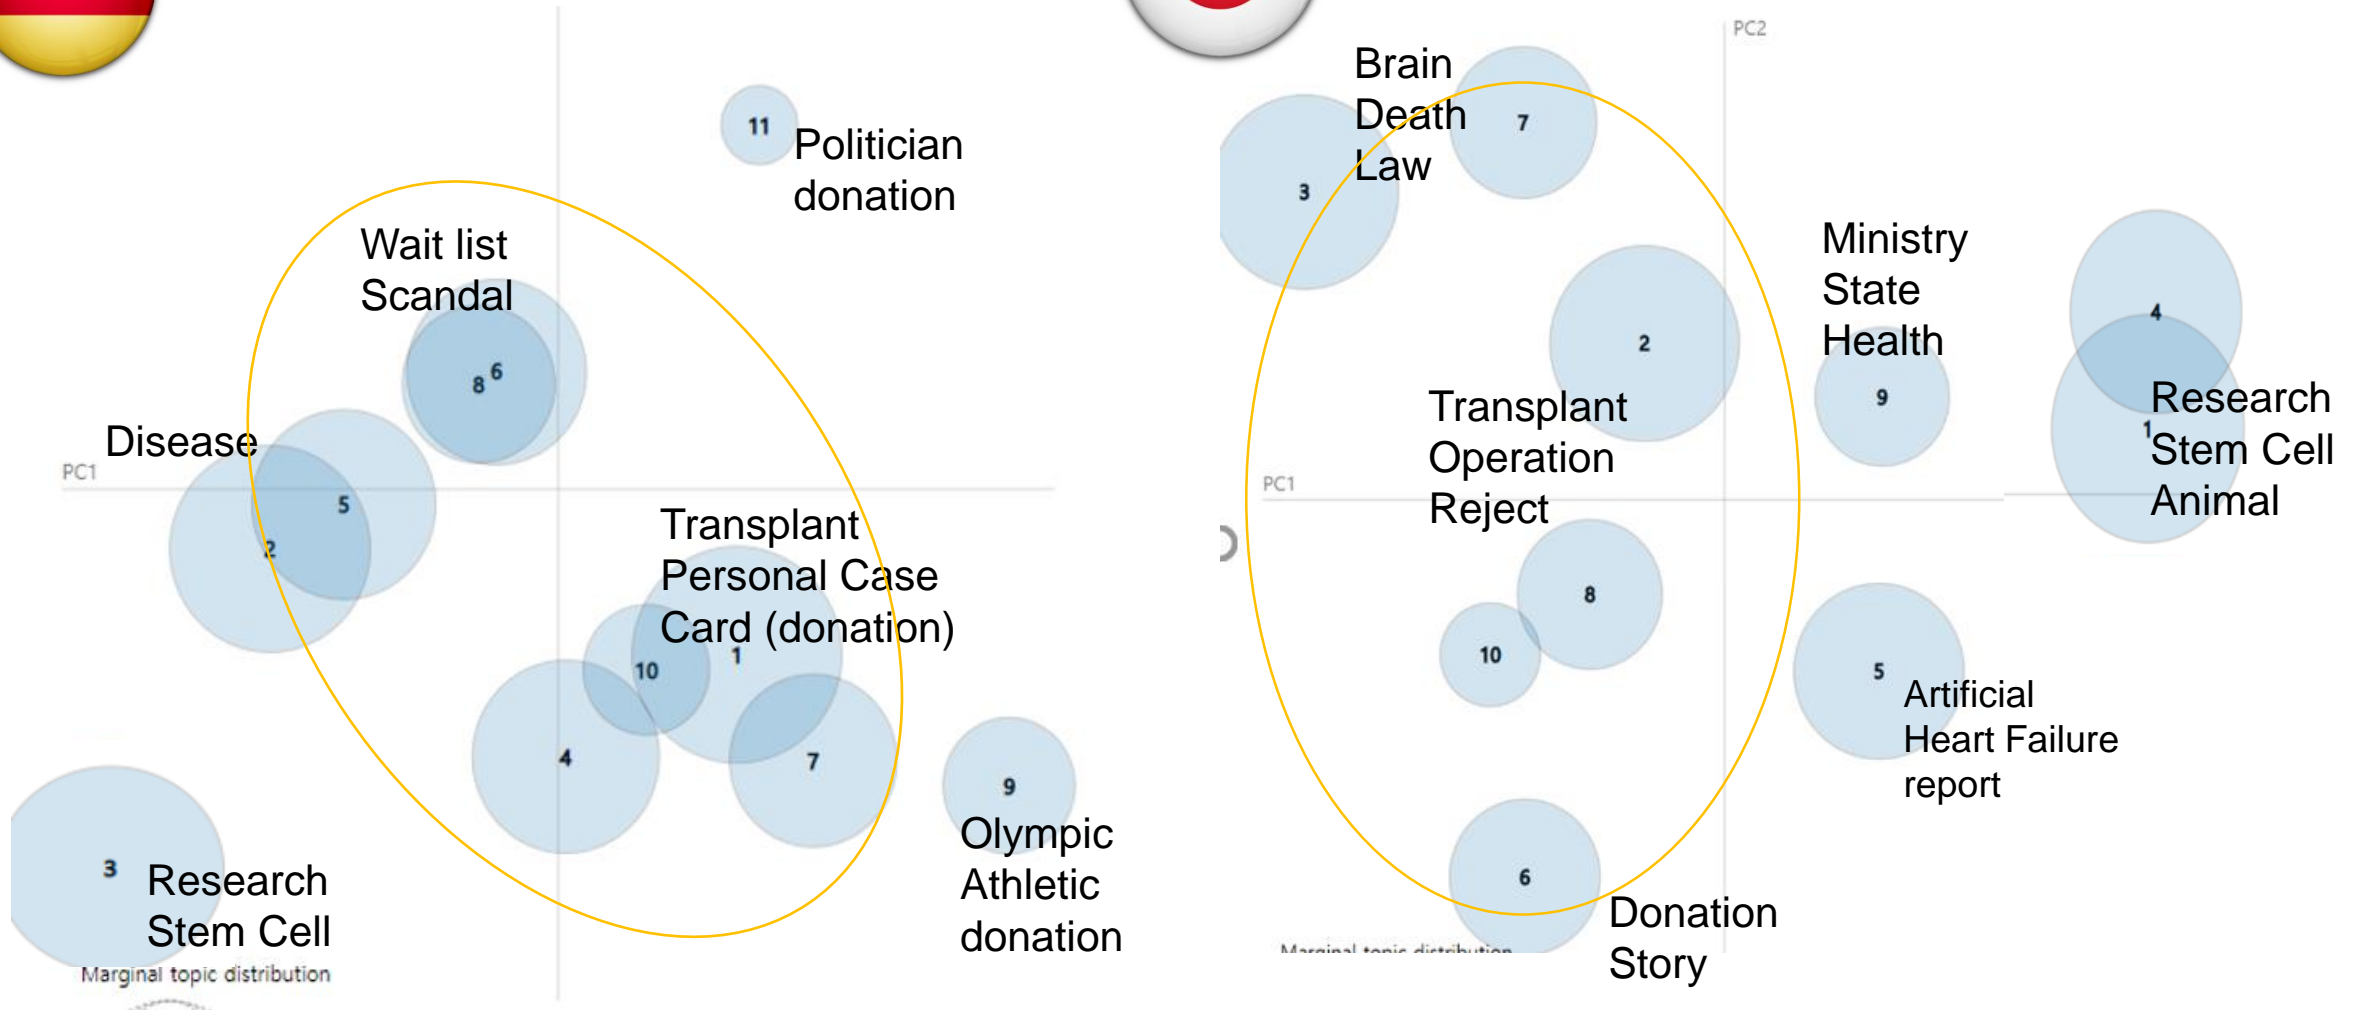 11
Politician
donation
Wait list
Scandal
8
6
Disease
PC1
5
2
Transplant
Personal Case
Card (donation)
1
10
4
7
9
Olympic
Athletic
donation
3
Research
Stem Cell
Marginal topic distribution
PC2
Brain
Death
Law
7
3
Ministry
State
Health
2
4
9
Transplant
Operation
Reject
Research
Stem Cell
Animal
1
PC1
8
10
5
Artificial
Heart Failure
report
6
Donation
Story
Marginal topic distribution